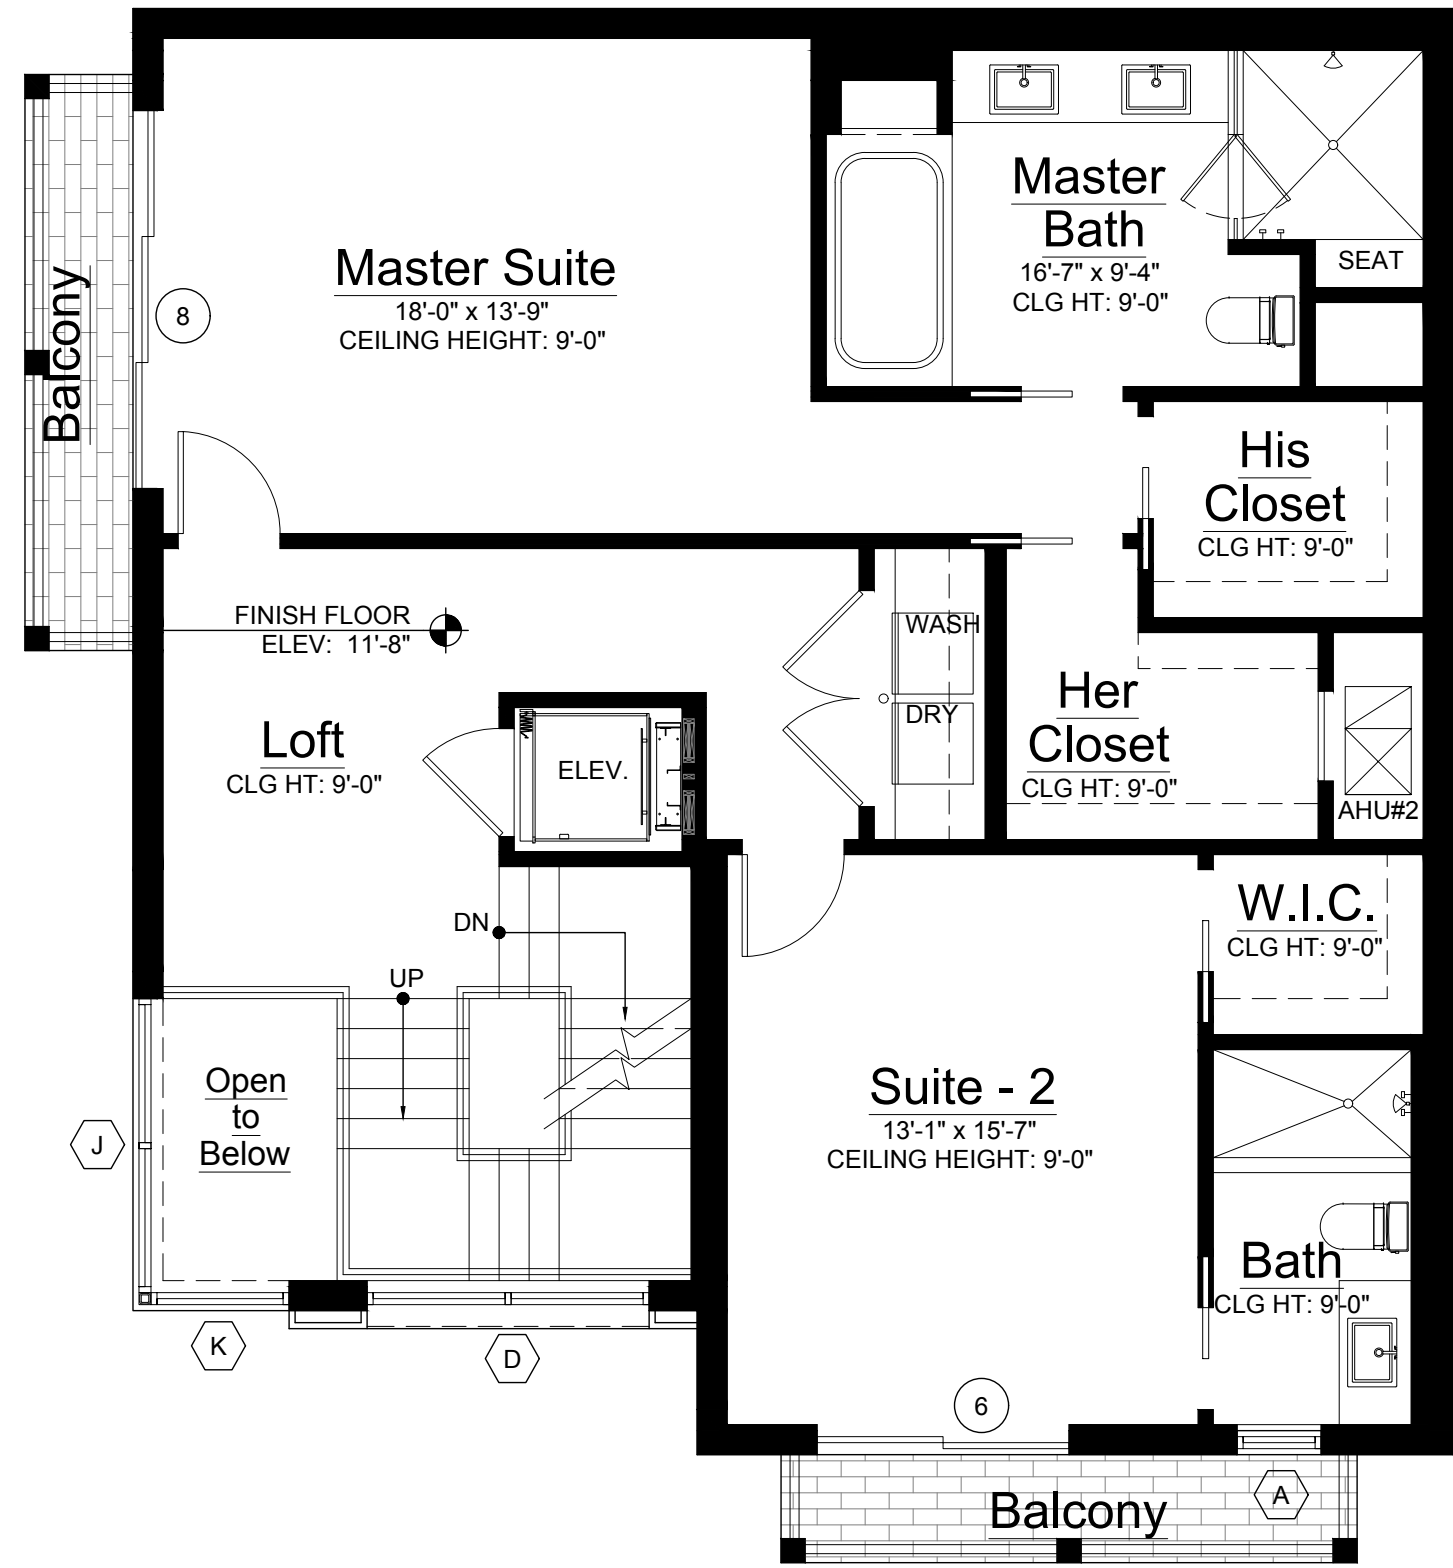 Master
Bath
16'-7" x 9'-4"
CLG HT: 9'-0"
SEAT
Master Suite
18'-0" x 13'-9"
CEILING HEIGHT: 9'-0"
8
Balcony
His
Closet
CLG HT: 9'-0"
FINISH FLOOR
ELEV: 11'-8"
WASH
DRY
Her
Closet
CLG HT: 9'-0"
AHU#2
Loft
CLG HT: 9'-0"
ELEV.
DN
UP
W.I.C.
CLG HT: 9'-0"
Open
to
Below
J
Suite - 2
13'-1" x 15'-7"
CEILING HEIGHT: 9'-0"
Bath
CLG HT: 9'-0"
K
D
6
A
Balcony